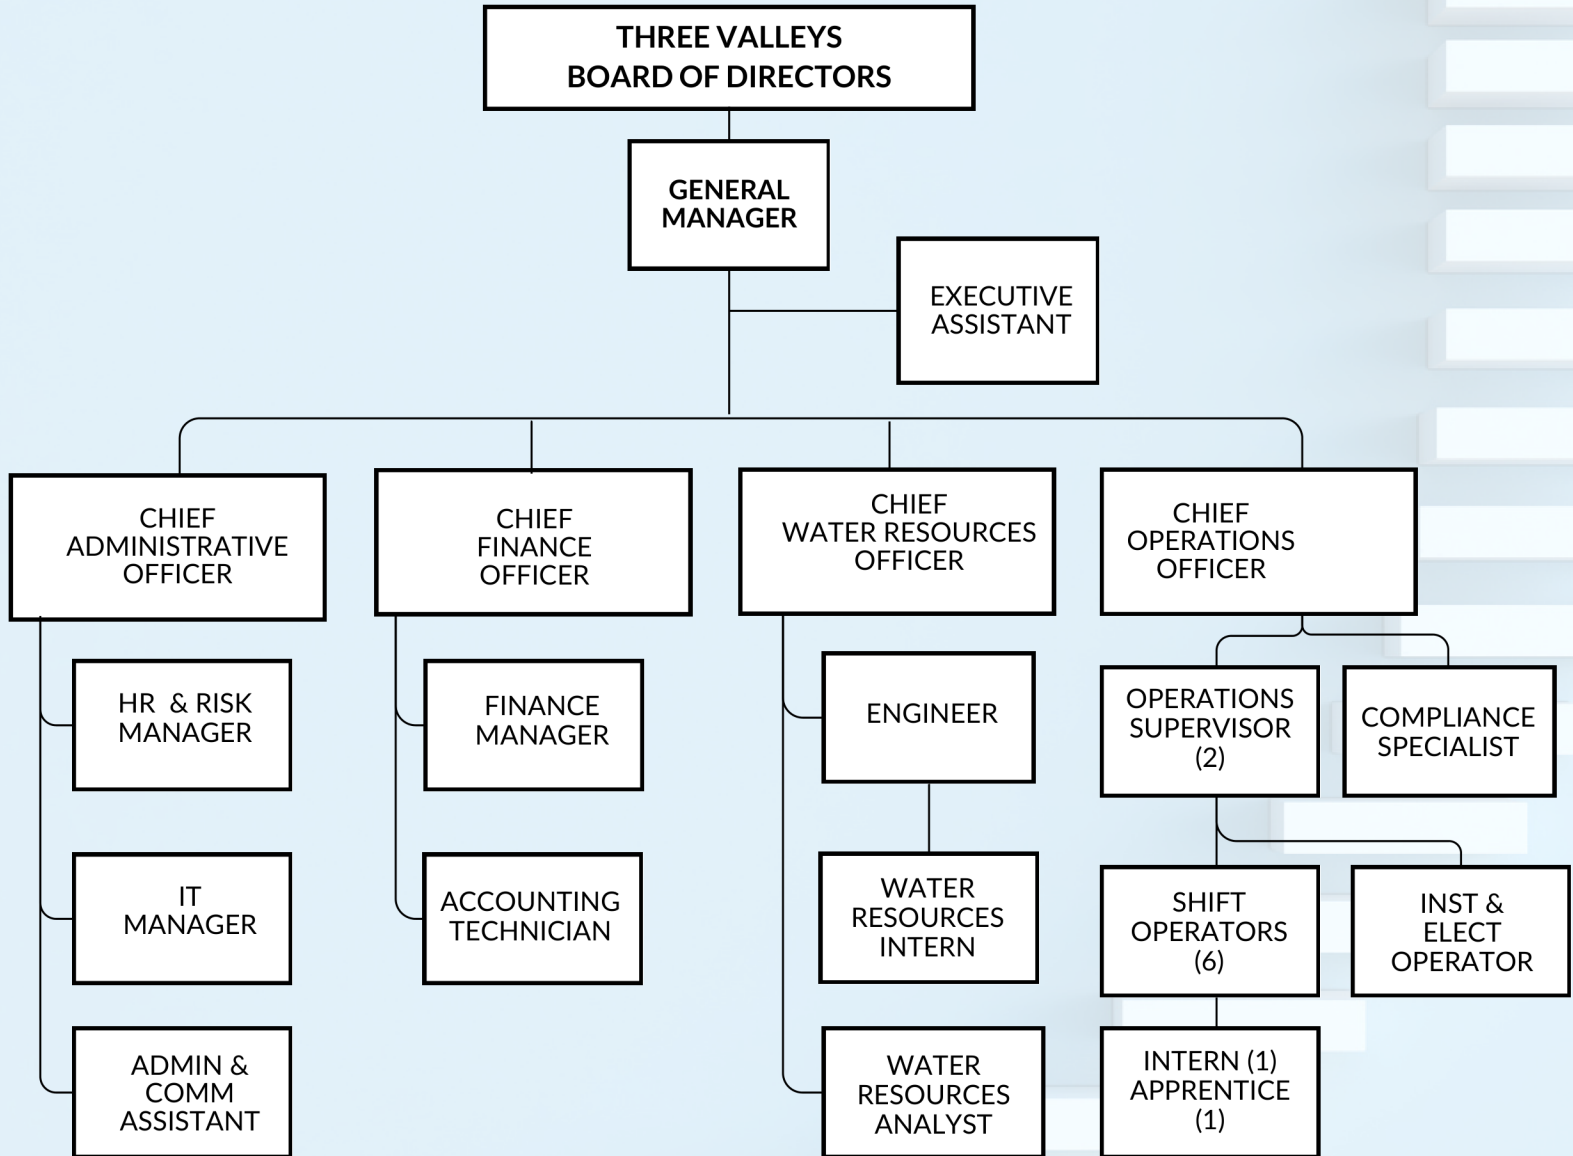 THREE VALLEYS
BOARD OF DIRECTORS
GENERAL
MANAGER
EXECUTIVE
ASSISTANT
CHIEF
ADMINISTRATIVE
OFFICER
CHIEF
FINANCE
OFFICER
CHIEF
WATER RESOURCES
OFFICER
CHIEF
OPERATIONS
OFFICER
HR & RISK
MANAGER
FINANCE
MANAGER
ENGINEER
OPERATIONS
SUPERVISOR
(2)
COMPLIANCE
SPECIALIST
IT
MANAGER
ACCOUNTING
TECHNICIAN
WATER
RESOURCES
INTERN
SHIFT
OPERATORS
(6)
INST &
ELECT
OPERATOR
ADMIN &
COMM
ASSISTANT
WATER
RESOURCES
ANALYST
INTERN (1)
APPRENTICE
(1)